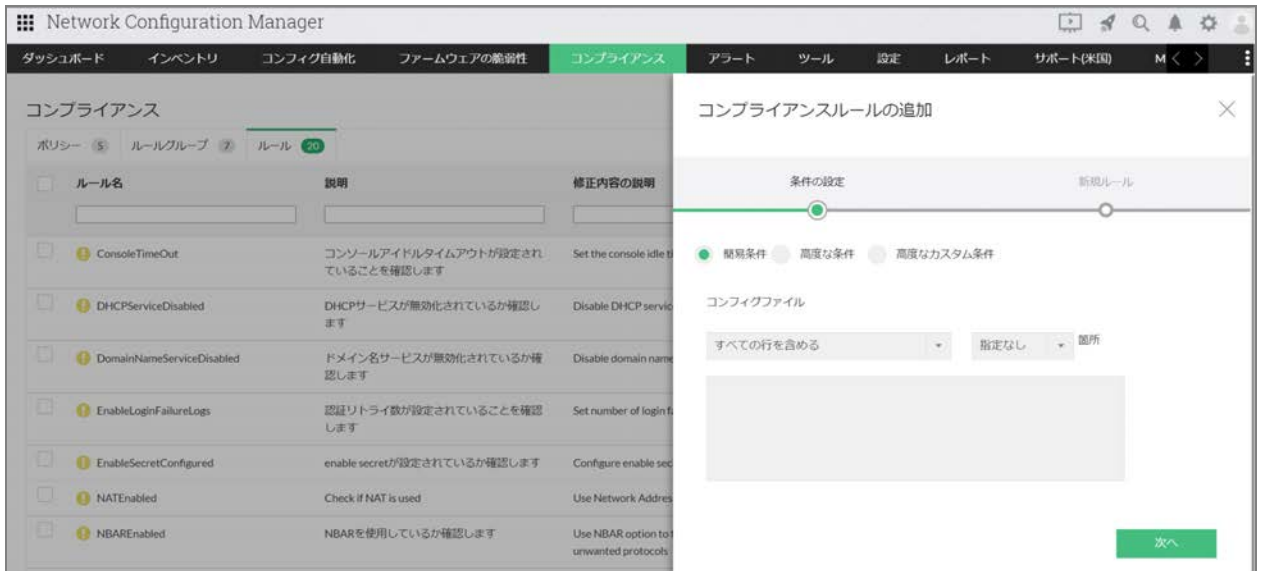 Network Configuration Manager
ダッシュボード インベントリ コンフィグ自動化 ファームウェアの脆弱性 コンプライアンス アラート ツール 設定 レポート サポート(米国) M
コンプライアンス
ポリシー 5 ルールグループ 7 ルール 20
ルール名 説明 修正内容の説明
ConsoleTimeOut コンソールアイドルタイムアウトが設定され Set the console idle ti
ていることを確認します
DHCPServiceDisabled DHCPサービスが無効化されているか確認し Disable DHCP servic
ます
DomainNameServiceDisabled ドメイン名サービスが無効化されているか確 Disable domain name
認します
EnableLoginFailureLogs 認証リトライ数が設定されていることを確認 Set number of login fa
します
EnableSecretConfigured enable secretが設定されているか確認します Configure enable sec
NATEnabled Check if NAT is used Use Network Addres
NBAREnabled NBARを使用しているか確認します Use NBAR option to f
unwanted protocols
コンプライアンスルールの追加
条件の設定 新規ルール
簡易条件 高度な条件 高度なカスタム条件
コンフィグファイル
すべての行を含める 指定なし 箇所
次へ